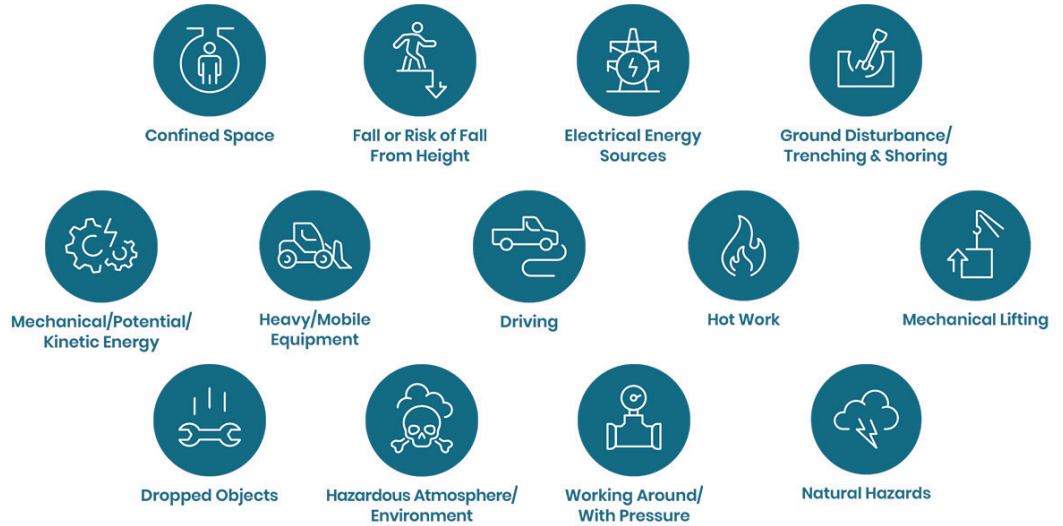 Confined Space
Fall or Risk of Fall
From Height
Electrical Energy
Sources
Ground Disturbance/
Trenching & Shoring
Mechanical/Potential/
Kinetic Energy
Heavy/Mobile
Equipment
Driving
Hot Work
Mechanical Lifting
Dropped Objects
Hazardous Atmosphere/
Environment
Working Around/
With Pressure
Natural Hazards